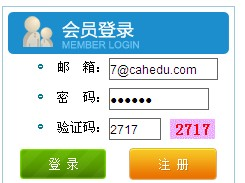 会员登录
MEMBER LOGIN
邮 箱: 7@cahedu.com
密 码: ●●●●●●
验证码: 2717 2717
登 录 注 册